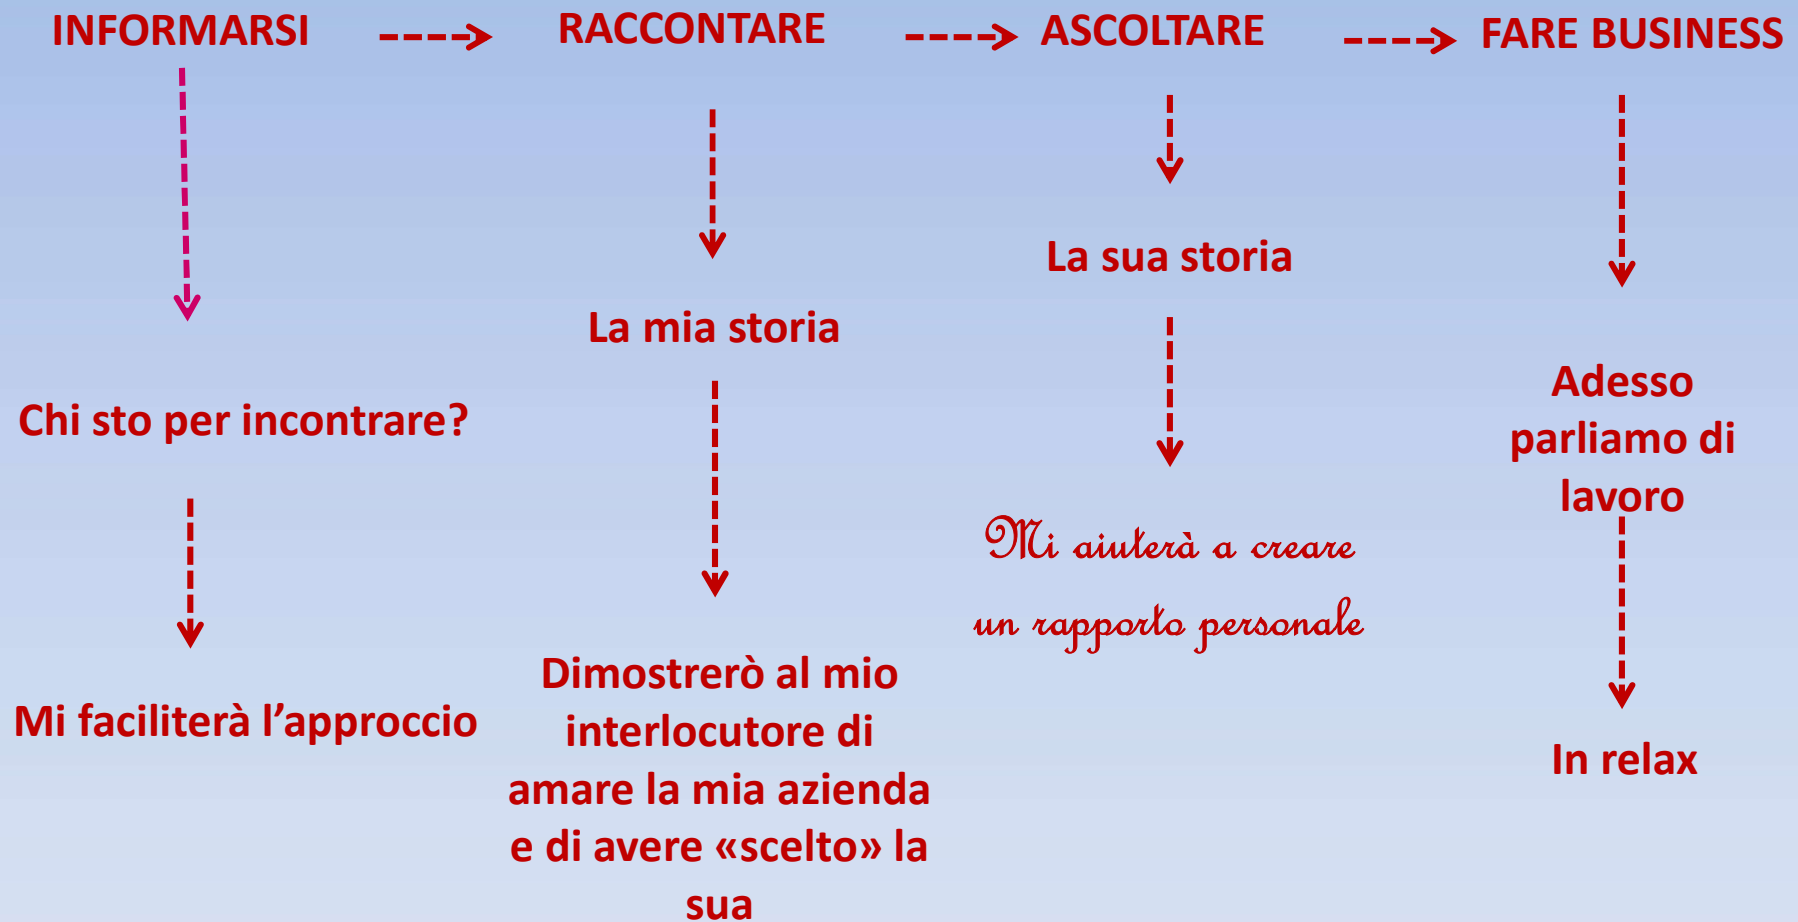 INFORMARSI
RACCONTARE
ASCOLTARE
FARE BUSINESS
Chi sto per incontrare?
Mi faciliterà l’approccio
La mia storia
Dimostrerò al mio
interlocutore di
amare la mia azienda
e di avere «scelto» la
sua
La sua storia
Mi aiuterà a creare
un rapporto personale
Adesso
parliamo di
lavoro
In relax